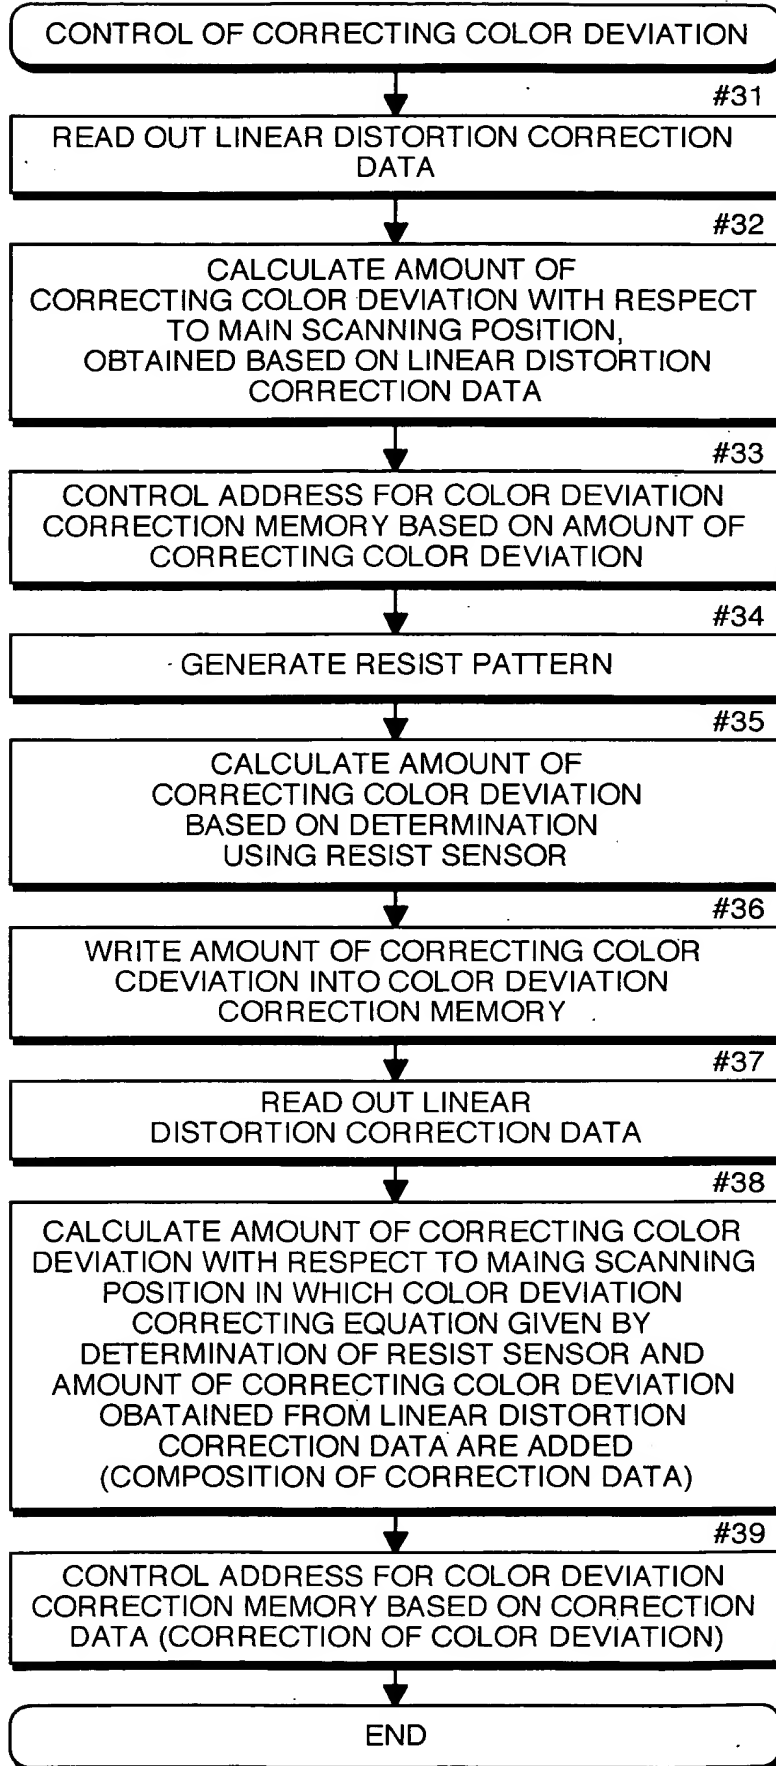 CONTROL OF CORRECTING COLOR DEVIATION
#31
READ OUT LINEAR DISTORTION CORRECTION
DATA
#32
CALCULATE AMOUNT OF
CORRECTING COLOR DEVIATION WITH RESPECT
TO MAIN SCANNING POSITION,
OBTAINED BASED ON LINEAR DISTORTION
CORRECTION DATA
#33
CONTROL ADDRESS FOR COLOR DEVIATION
CORRECTION MEMORY BASED ON AMOUNT OF
CORRECTING COLOR DEVIATION
#34
GENERATE RESIST PATTERN
#35
CALCULATE AMOUNT OF
CORRECTING COLOR DEVIATION
BASED ON DETERMINATION
USING RESIST SENSOR
#36
WRITE AMOUNT OF CORRECTING COLOR
CDEVIATION INTO COLOR DEVIATION
CORRECTION MEMORY
#37
READ OUT LINEAR
DISTORTION CORRECTION DATA
#38
CALCULATE AMOUNT OF CORRECTING COLOR
DEVIATION WITH RESPECT TO MAING SCANNING
POSITION IN WHICH COLOR DEVIATION
CORRECTING EQUATION GIVEN BY
DETERMINATION OF RESIST SENSOR AND
AMOUNT OF CORRECTING COLOR DEVIATION
OBATAINED FROM LINEAR DISTORTION
CORRECTION DATA ARE ADDED
(COMPOSITION OF CORRECTION DATA)
#39
CONTROL ADDRESS FOR COLOR DEVIATION
CORRECTION MEMORY BASED ON CORRECTION
DATA (CORRECTION OF COLOR DEVIATION)
END